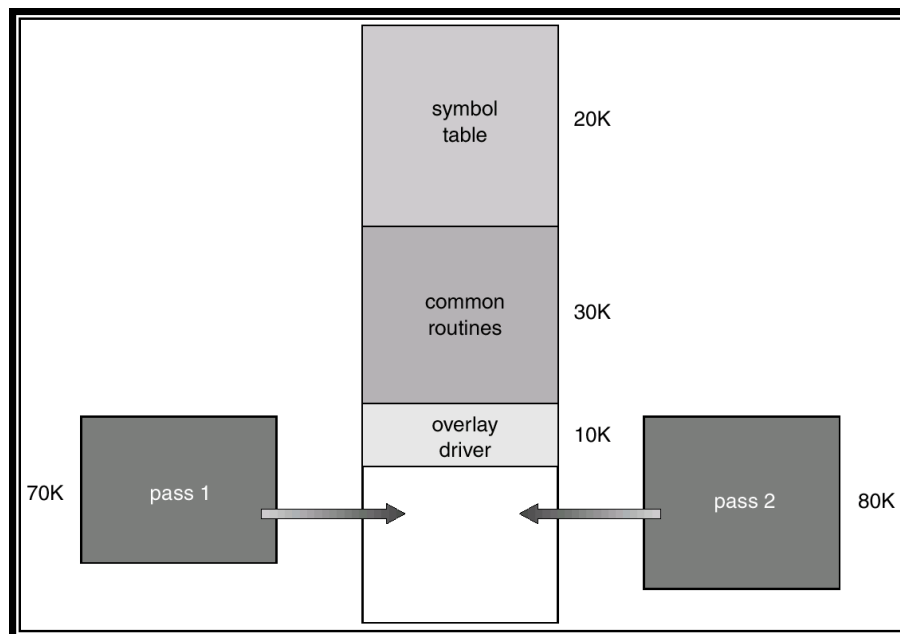 symbol
table
20K
common
routines
30K
overlay
driver
10K
70K
pass 1
pass 2
80K